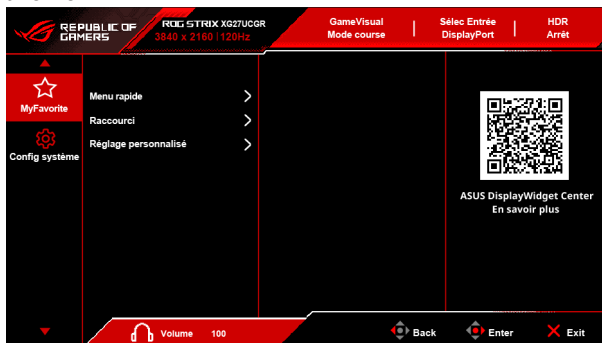 REPUBLIC OF
GAMERS
ROG STRIX XG27UCGR
3840 x 2160 120Hz
GameVisual
Mode course
Sélec Entrée
DisplayPort
HDR
Arrêt
MyFavorite
Config système
Menu rapide
Raccourci
Réglage personnalisé
ASUS DisplayWidget Center
En savoir plus
Volume 100
Back
Enter
Exit